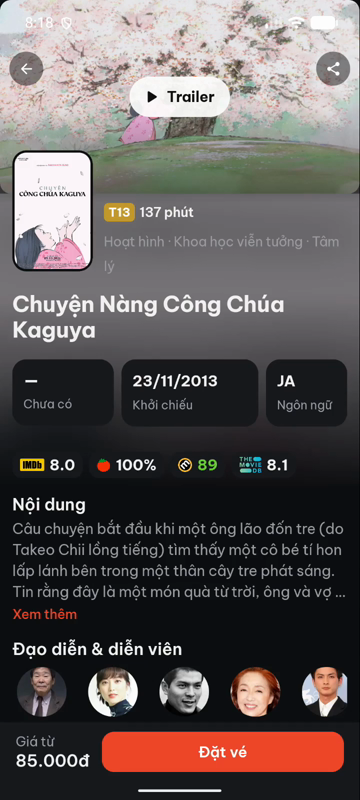 8:18
Trailer
CHUYỆN
CÔNG CHÚA KAGUYA
T13 137 phút
Hoạt hình · Khoa học viễn tưởng · Tâm
lý
Chuyện Nàng Công Chúa
Kaguya
—
Chưa có
23/11/2013
Khởi chiếu
JA
Ngôn ngữ
IMDb 8.0
100%
89
THE MOVIE DB 8.1
Nội dung
Câu chuyện bắt đầu khi một ông lão đốn tre (do
Takeo Chii lồng tiếng) tìm thấy một cô bé tí hon
lấp lánh bên trong một thân cây tre phát sáng.
Tin rằng đây là một món quà từ trời, ông và vợ ...
Xem thêm
Đạo diễn & diễn viên
Giá từ
85.000đ
Đặt vé